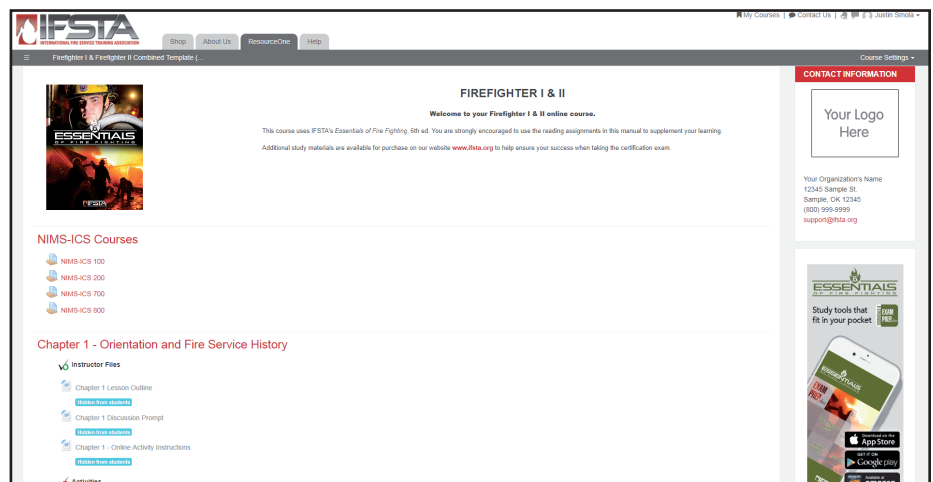 My Courses | Contact Us | Justin Smola
IFSTA
INTERNATIONAL FIRE SERVICE TRAINING ASSOCIATION
Shop About Us ResourceOne Help
Firefighter I & Firefighter II Combined Template (... Course Settings
FIREFIGHTER I & II
Welcome to your Firefighter I & II online course.
This course uses IFSTA's Essentials of Fire Fighting, 6th ed. You are strongly encouraged to use the reading assignments in this manual to supplement your learning.
Additional study materials are available for purchase on our website www.ifsta.org to help ensure your success when taking the certification exam.
6
ESSENTIALS
OF FIRE FIGHTING
IFSTA
NIMS-ICS Courses
NIMS-ICS 100
NIMS-ICS 200
NIMS-ICS 700
NIMS-ICS 800
Chapter 1 - Orientation and Fire Service History
Instructor Files
Chapter 1 Lesson Outline
Hidden from students
Chapter 1 Discussion Prompt
Hidden from students
Chapter 1 - Online Activity Instructions
Hidden from students
Activities
CONTACT INFORMATION
Your Logo
Here
Your Organization's Name
12345 Sample St.
Sample, OK 12345
(800) 999-9999
support@ifsta.org
6
ESSENTIALS
OF FIRE FIGHTING
Study tools that
fit in your pocket
EXAM
PREP
ESSENTIALS
EXAM
PREP
Download on the
App Store
GET IT ON
Google play
Available at